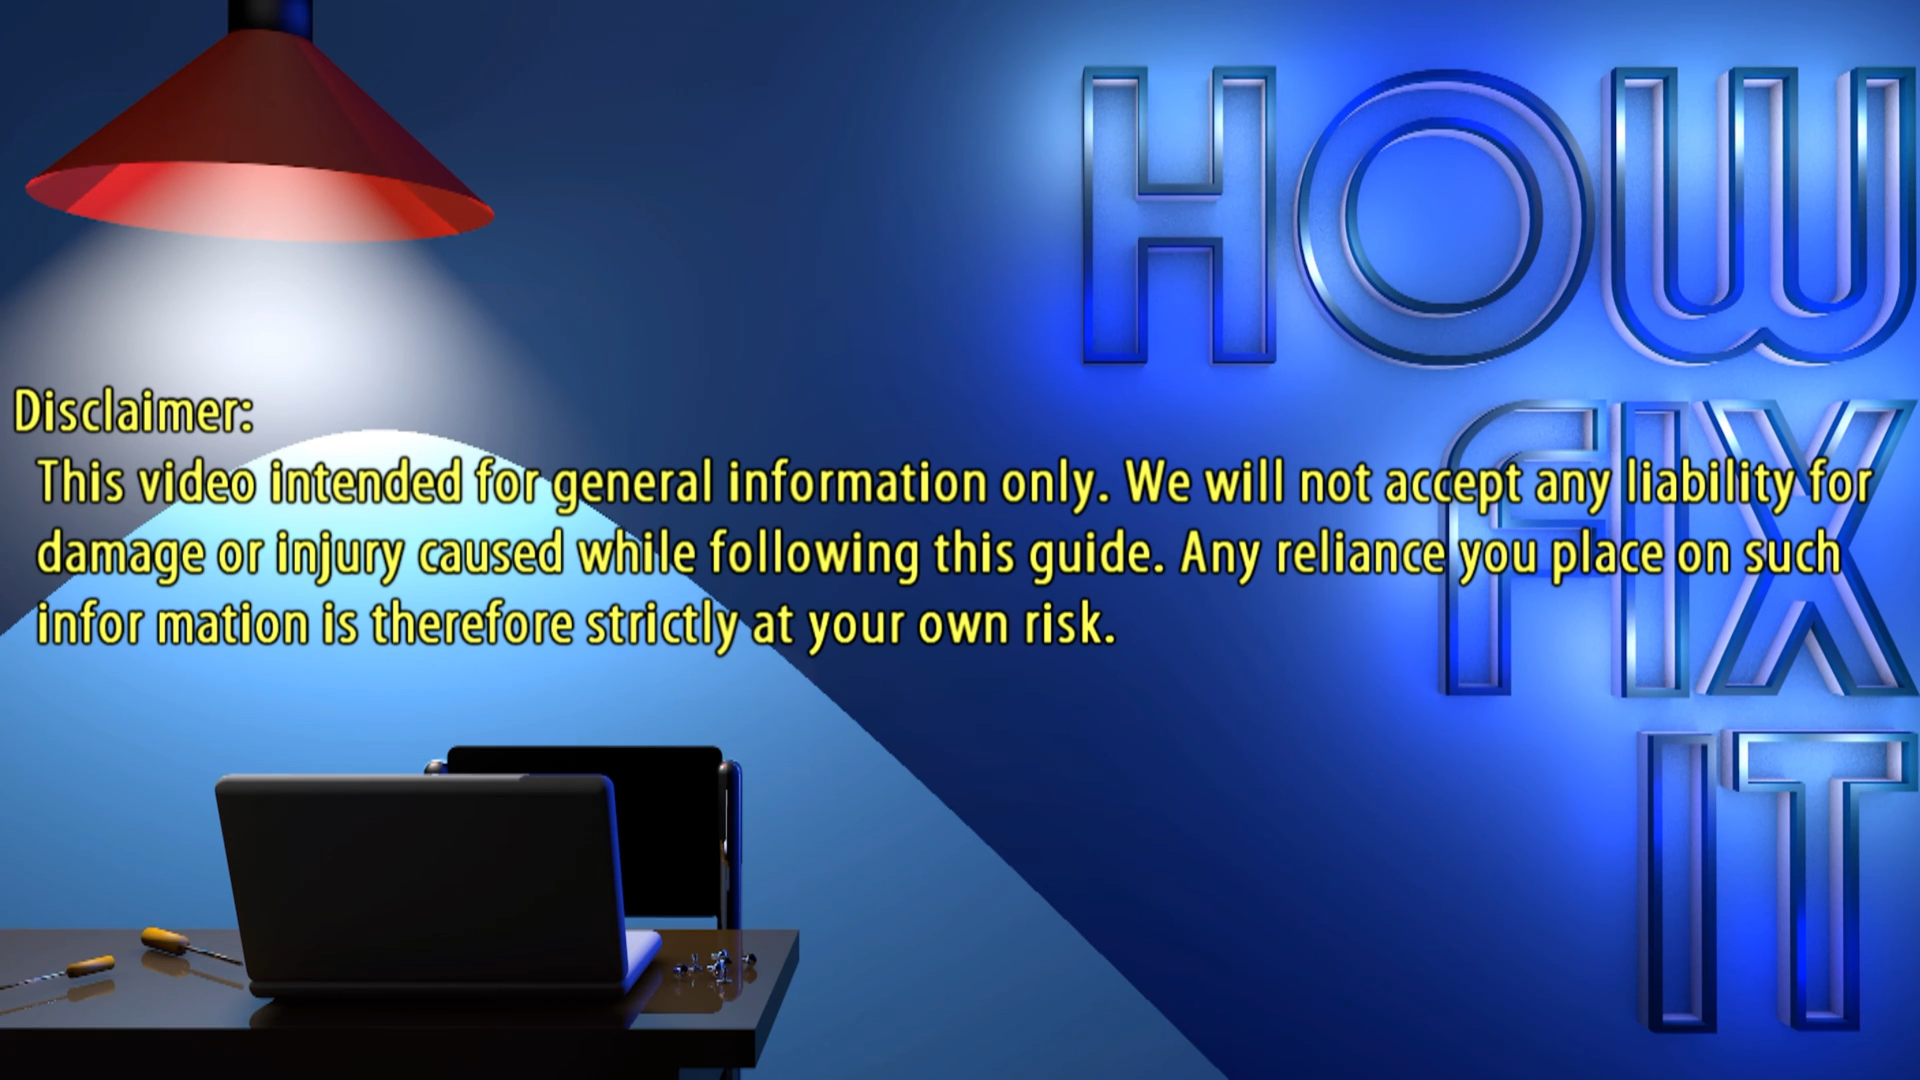 HOW
FIX
IT
Disclaimer:
This video intended for general information only. We will not accept any liability for
damage or injury caused while following this guide. Any reliance you place on such
infor mation is therefore strictly at your own risk.